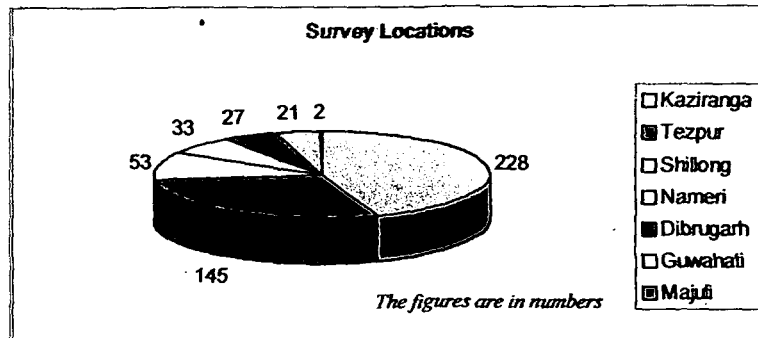 Survey Locations
2
21
27
33
53
228
145
Kaziranga
Tezpur
Shillong
Nameri
Dibrugarh
Guwahati
Majuli
The figures are in numbers